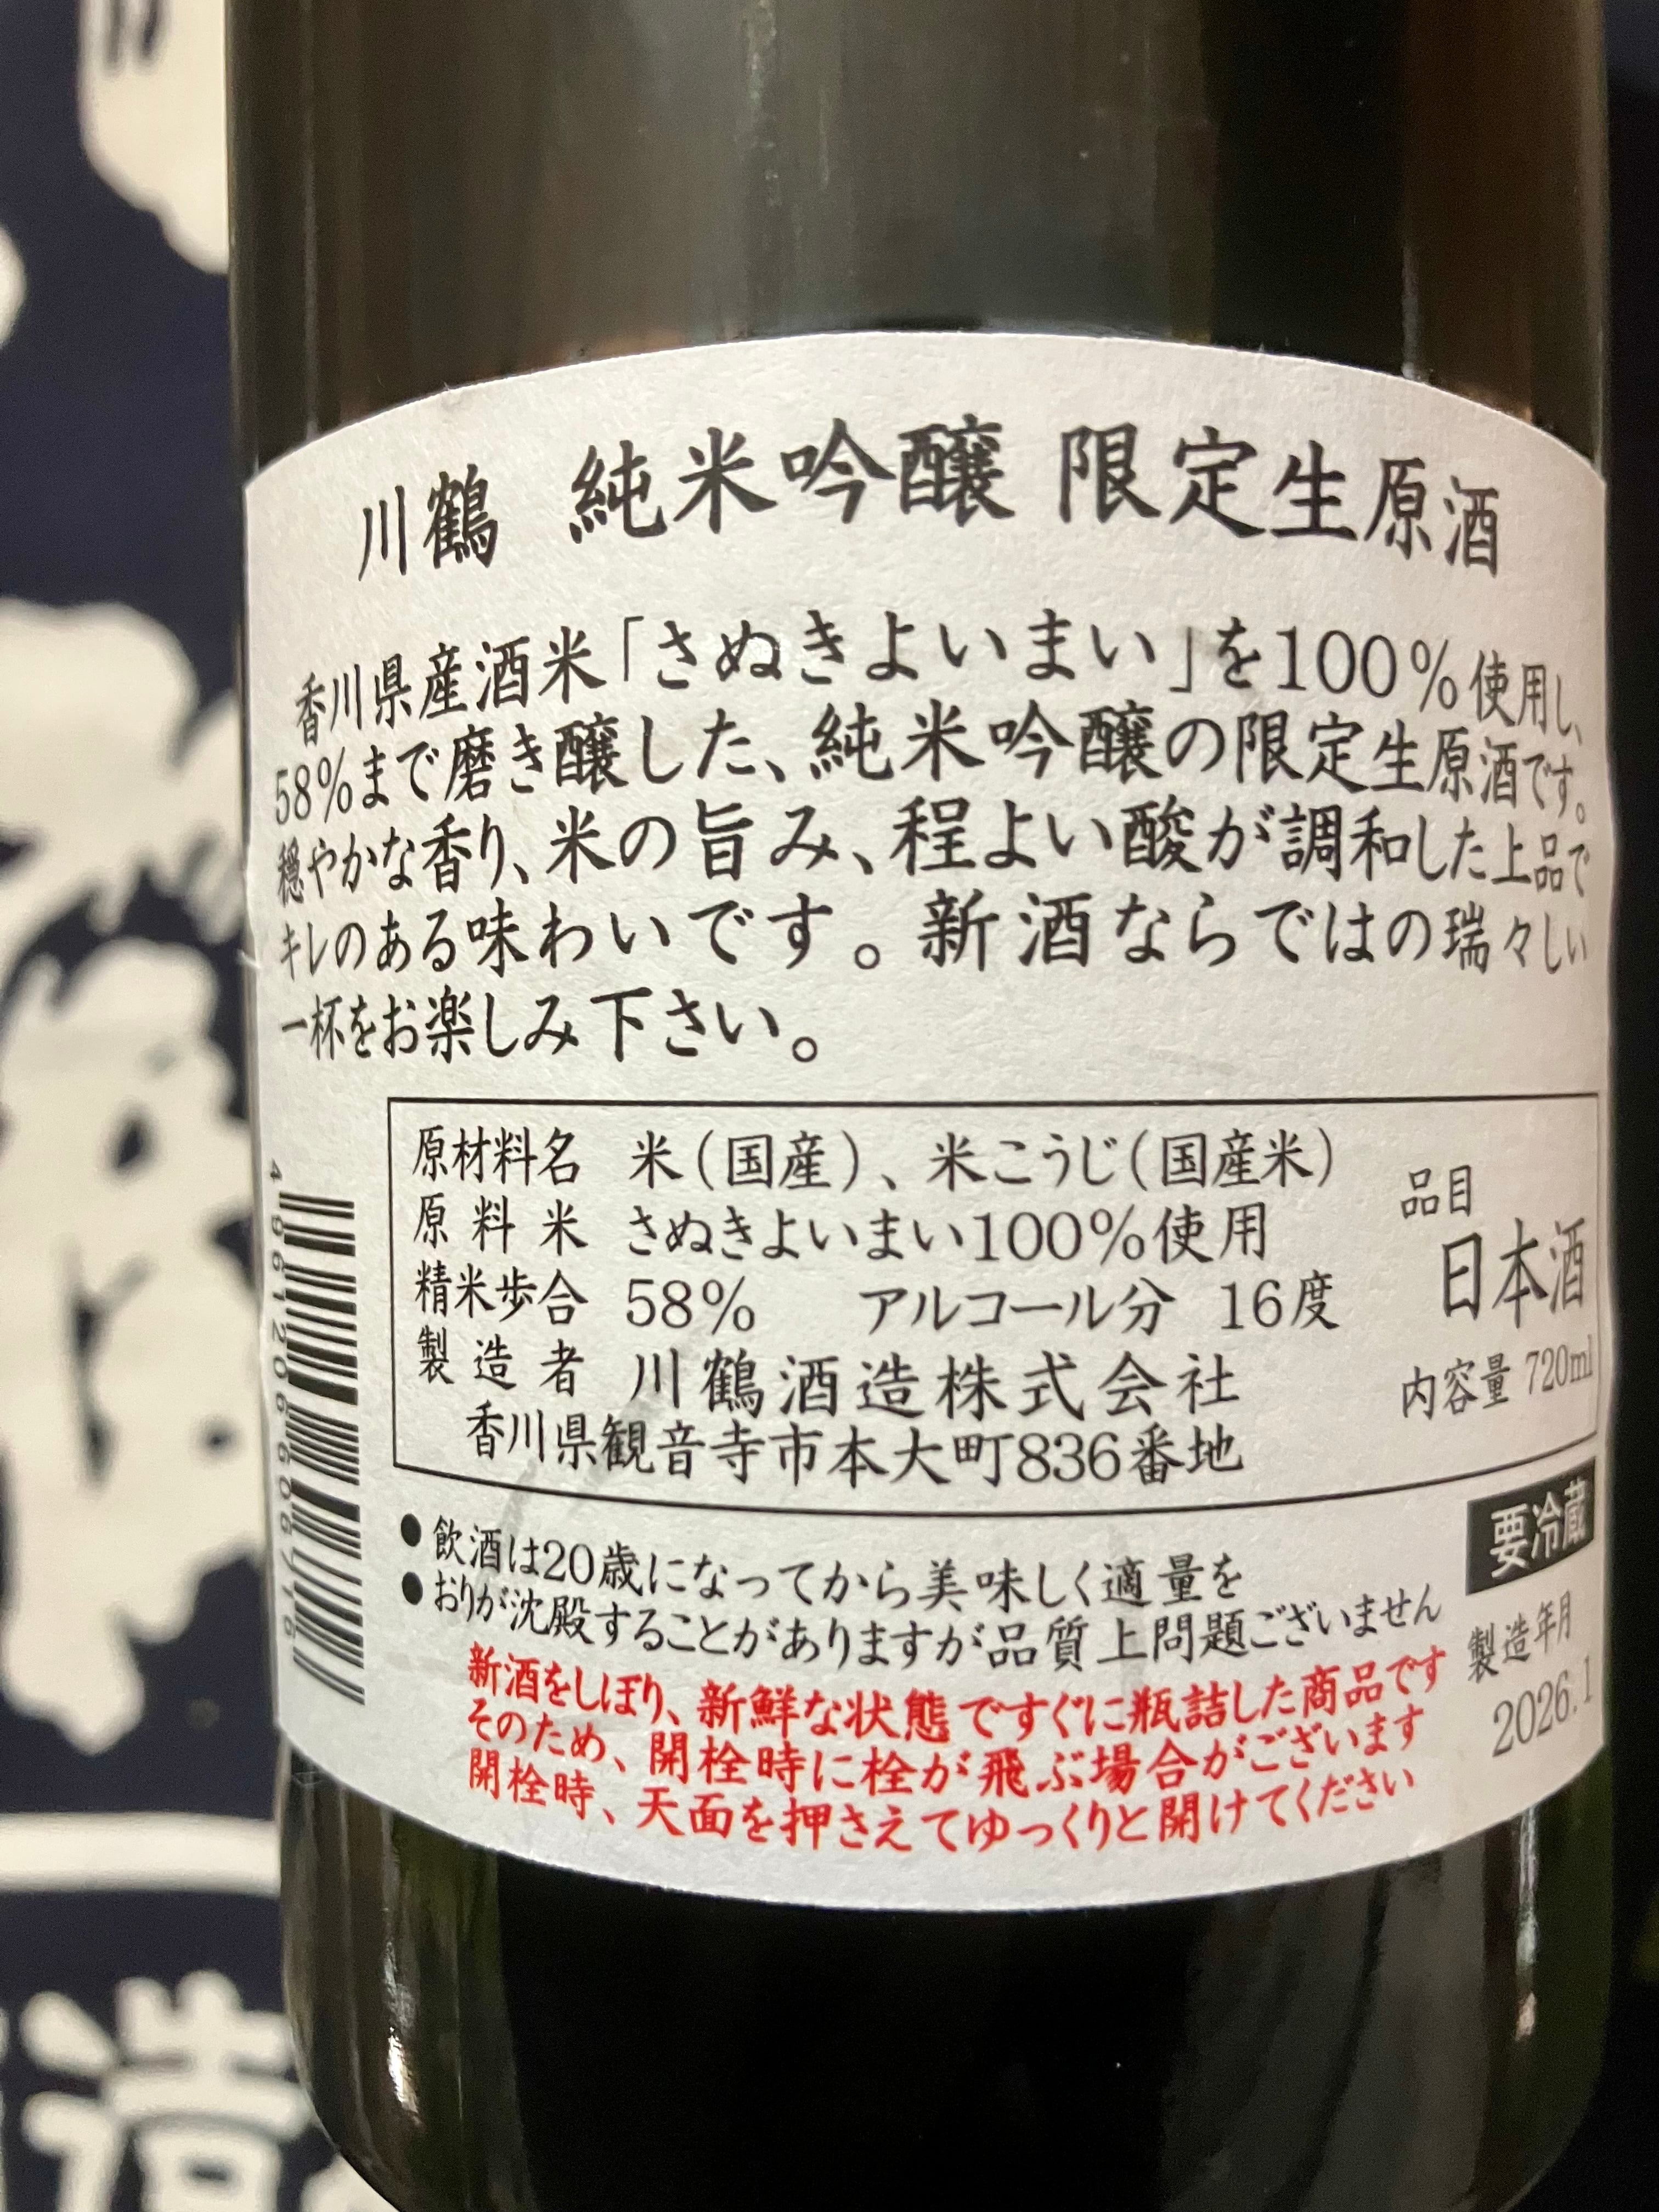 川鶴 純米吟醸 限定生原酒
香川県産酒米「さぬきよいまい」を100%使用し、
58%まで磨き醸した、純米吟醸の限定生原酒です。
穏やかな香り、米の旨み、程よい酸が調和した上品で
キレのある味わいです。新酒ならではの瑞々しい
一杯をお楽しみ下さい。
原材料名 米(国産)、米こうじ(国産米)
原料米 さぬきよいまい100%使用
精米歩合 58% アルコール分 16度
製造者 川鶴酒造株式会社
香川県観音寺市本大町836番地
品目
日本酒
内容量 720ml
●飲酒は20歳になってから美味しく適量を
●おりが沈殿することがありますが品質上問題ございません
要冷蔵
製造年月
2026.1
新酒をしぼり、新鮮な状態ですぐに瓶詰した商品です
そのため、開栓時に栓が飛ぶ場合がございます
開栓時、天面を押さえてゆっくりと開けてください
造